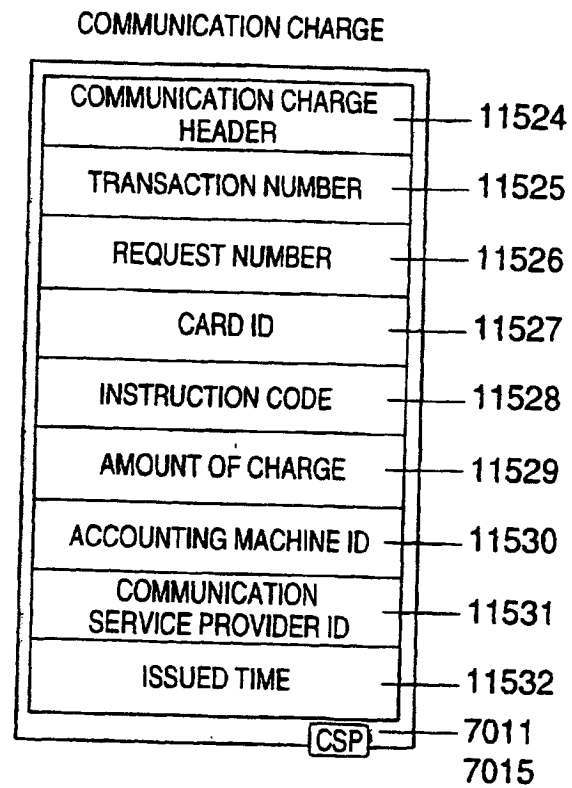 COMMUNICATION CHARGE
COMMUNICATION CHARGE
HEADER
11524
TRANSACTION NUMBER
11525
REQUEST NUMBER
11526
CARD ID
11527
INSTRUCTION CODE
11528
AMOUNT OF CHARGE
11529
ACCOUNTING MACHINE ID
11530
COMMUNICATION
SERVICE PROVIDER ID
11531
ISSUED TIME
11532
CSP
7011
7015